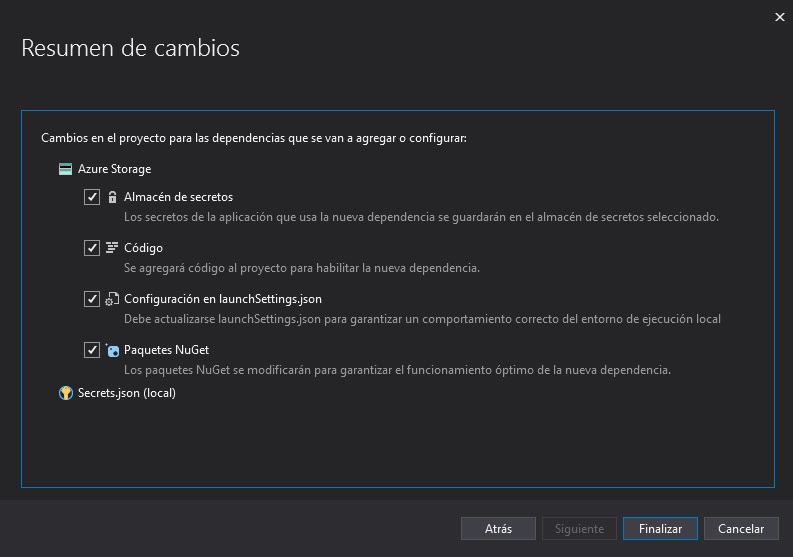 Resumen de cambios
Cambios en el proyecto para las dependencias que se van a agregar o configurar:
Azure Storage
Almacén de secretos
Los secretos de la aplicación que usa la nueva dependencia se guardarán en el almacén de secretos seleccionado.
Código
Se agregará código al proyecto para habilitar la nueva dependencia.
Configuración en launchSettings.json
Debe actualizarse launchSettings.json para garantizar un comportamiento correcto del entorno de ejecución local
Paquetes NuGet
Los paquetes NuGet se modificarán para garantizar el funcionamiento óptimo de la nueva dependencia.
Secrets.json (local)
Atrás Siguiente Finalizar Cancelar